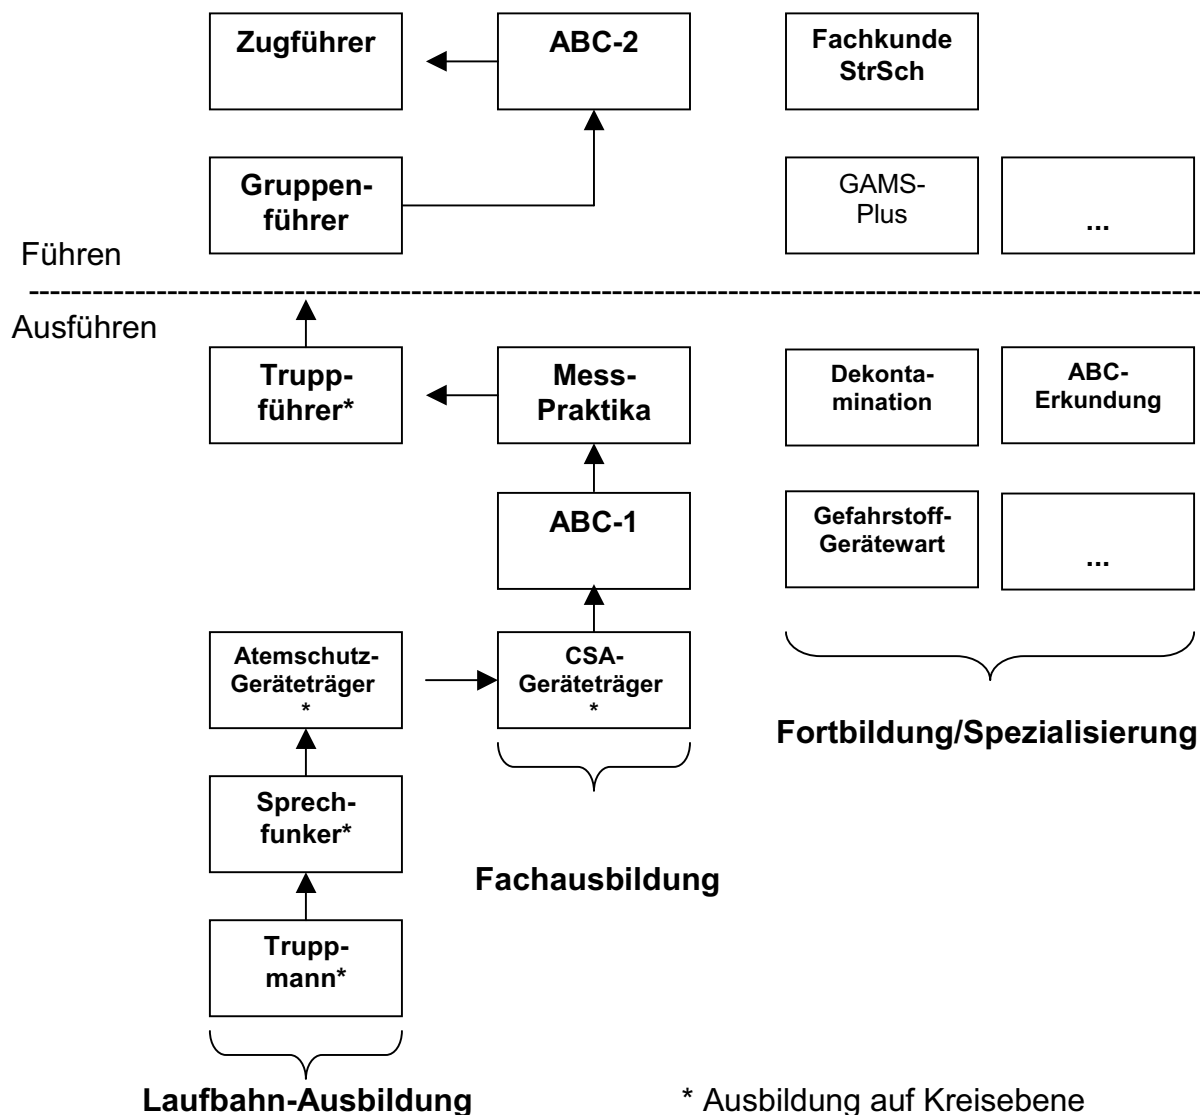 Zugführer
ABC-2
Fachkunde
StrSch
Gruppen-
führer
GAMS-
Plus
...
Führen
Ausführen
Trupp-
führer*
Mess-
Praktika
Dekonta-
mination
ABC-
Erkundung
ABC-1
Gefahrstoff-
Gerätewart
...
Atemschutz-
Geräteträger
*
CSA-
Geräteträger
*
Fortbildung/Spezialisierung
Sprech-
funker*
Fachausbildung
Trupp-
mann*
Laufbahn-Ausbildung
* Ausbildung auf Kreisebene